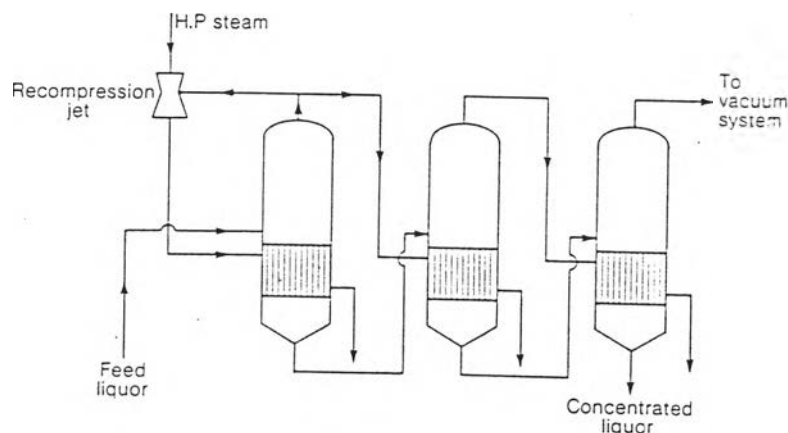 H.P steam
Recompression
jet
To
vacuum
system
Feed
liquor
Concentrated
liquor